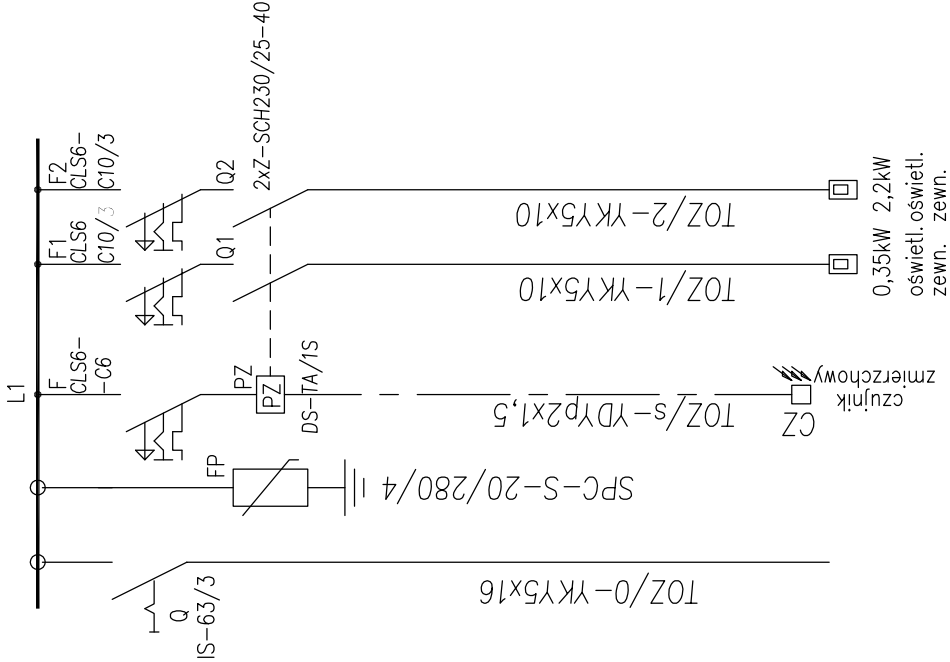 L1
F2
CLS6-
C10/3
F1
CLS6
C10/3
F
CLS6-
-C6
Q2
Q1
2xZ-SCH230/25-40
PZ
PZ
DS-TA/1S
FP
Q
IS-63/3
TOZ/2-YKY5x10
TOZ/1-YKY5x10
TOZ/s-YDYp2x1,5
SPC-S-20/280/4
TOZ/0-YKY5x16
2,2kW
oświetl.
zewn.
0,35kW
oświetl.
zewn.
CZ
czujnik
zmierzchowy